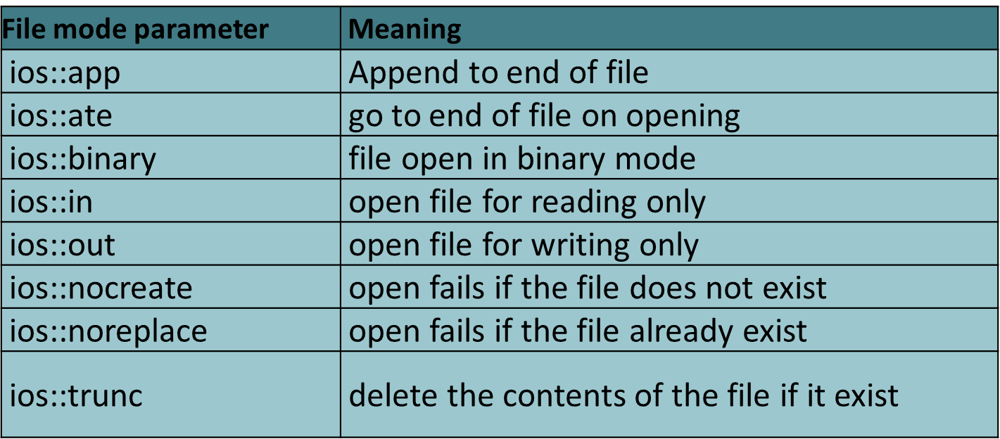 File mode parameter Meaning
ios::app Append to end of file
ios::ate go to end of file on opening
ios::binary file open in binary mode
ios::in open file for reading only
ios::out open file for writing only
ios::nocreate open fails if the file does not exist
ios::noreplace open fails if the file already exist
ios::trunc delete the contents of the file if it exist